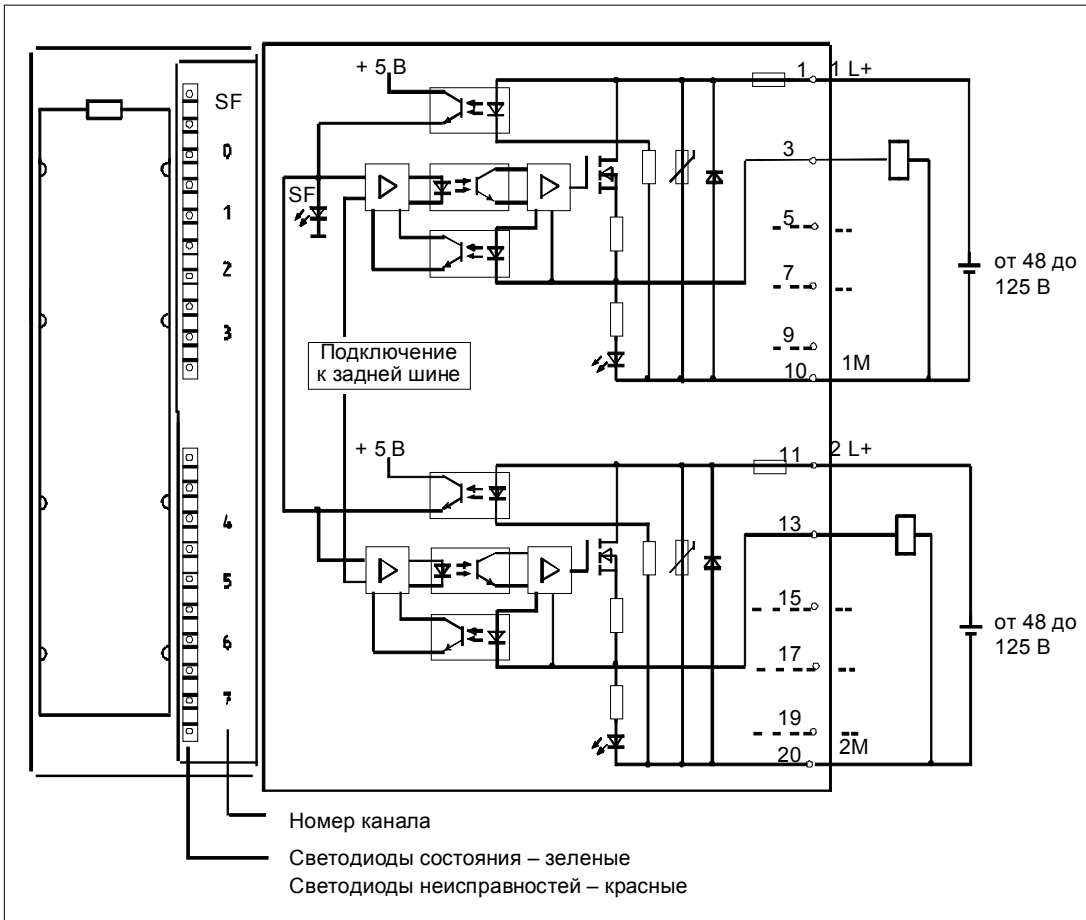 + 5 В
1
1 L+
SF
0
3
1
SF
5
2
от 48 до
125 В
7
3
9
Подключение
к задней шине
10
1M
+ 5 В
11
2 L+
4
13
5
15
6
от 48 до
125 В
17
7
19
20
2M
Номер канала
Светодиоды состояния – зеленые
Светодиоды неисправностей – красные